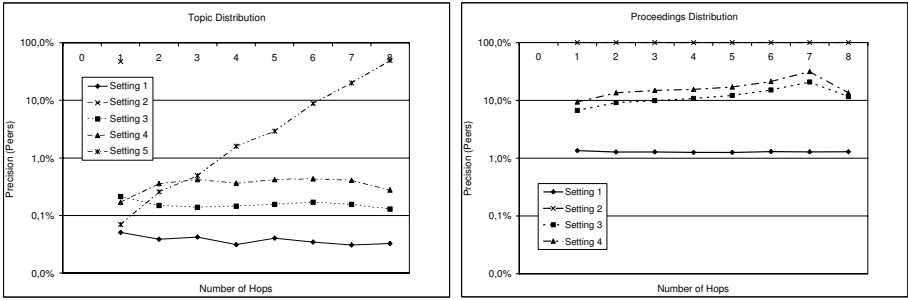 Topic Distribution
100,0%
10,0%
1,0%
0,1%
0,0%
0 1 2 3 4 5 6 7 8
Precision (Peers)
Number of Hops
Setting 1
Setting 2
Setting 3
Setting 4
Setting 5
Proceedings Distribution
100,0%
10,0%
1,0%
0,1%
0,0%
0 1 2 3 4 5 6 7 8
Precision (Peers)
Number of Hops
Setting 1
Setting 2
Setting 3
Setting 4